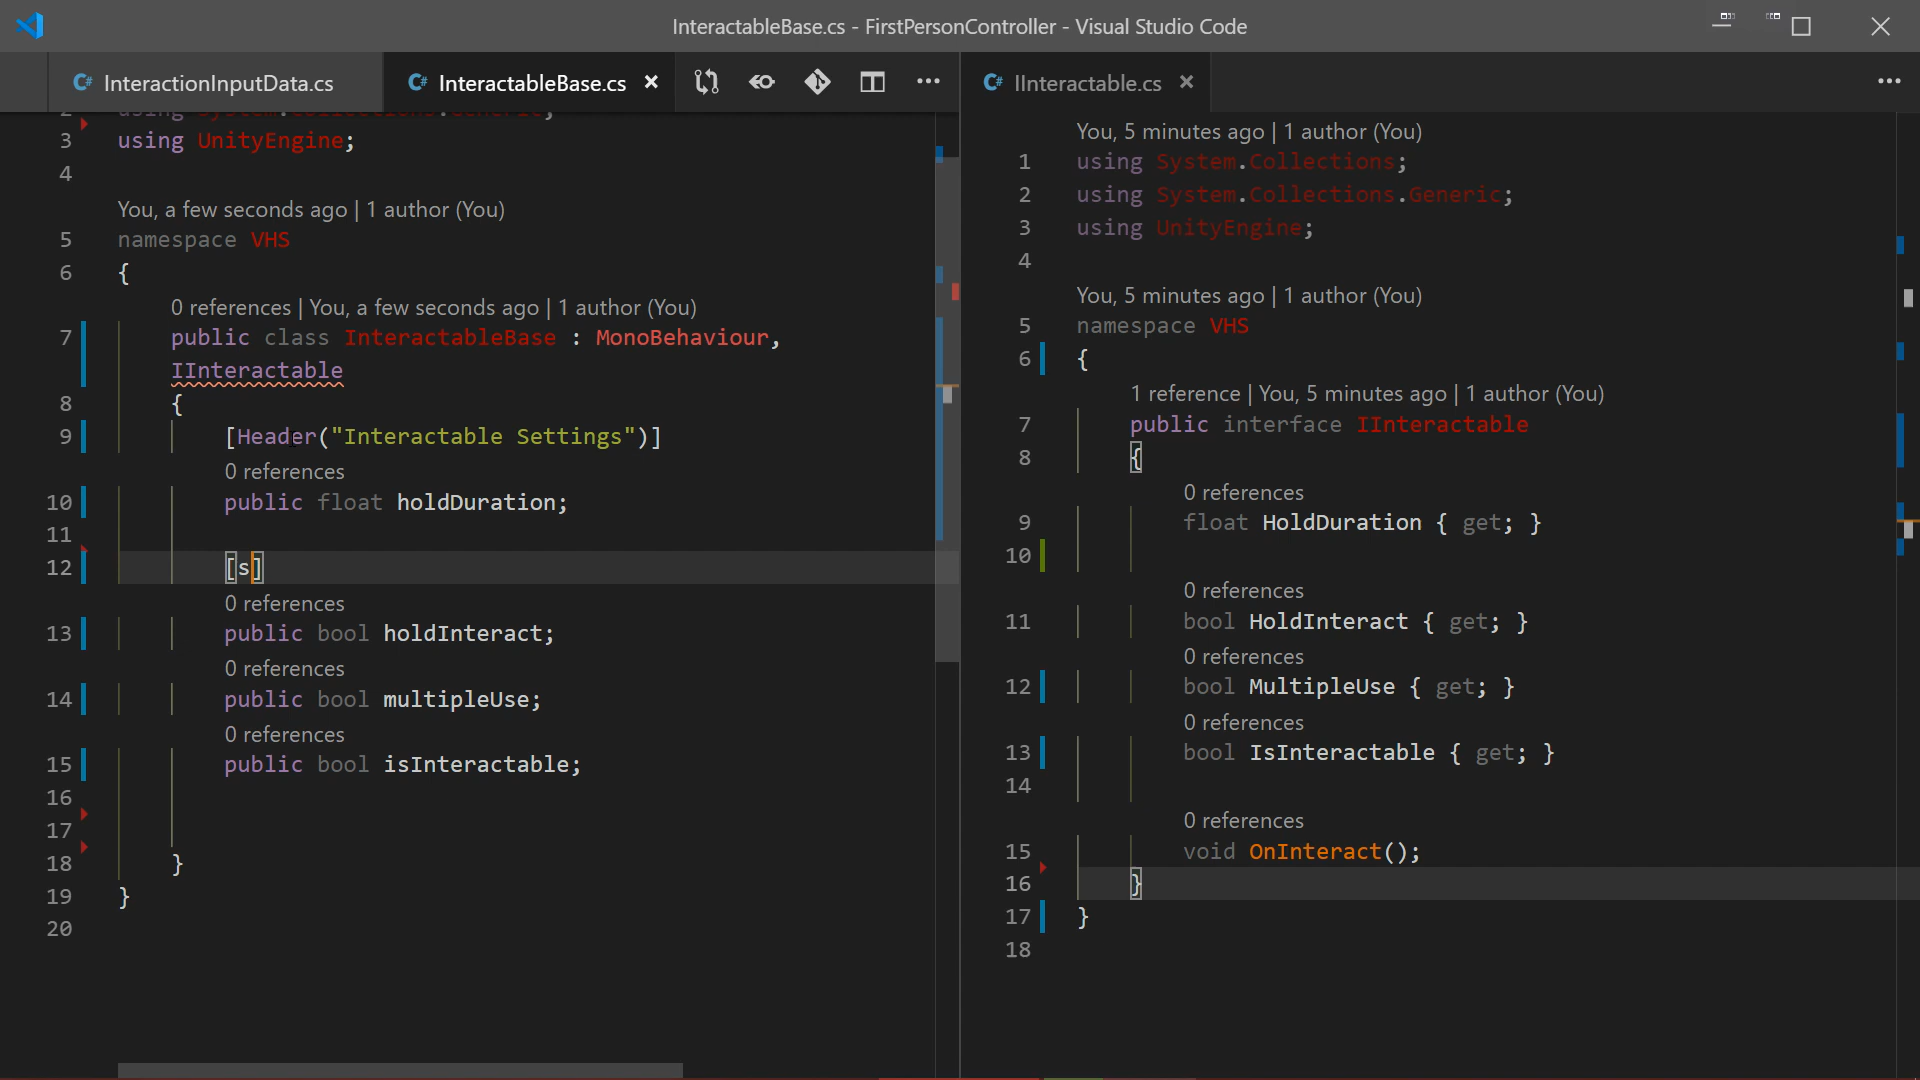 InteractableBase.cs - FirstPersonController - Visual Studio Code
C# InteractionInputData.cs
C# InteractableBase.cs
2 using System.Collections.Generic;
3 using UnityEngine;
4
You, a few seconds ago | 1 author (You)
5 namespace VHS
6 {
0 references | You, a few seconds ago | 1 author (You)
7 public class InteractableBase : MonoBehaviour,
IInteractable
8 {
9 [Header("Interactable Settings")]
0 references
10 public float holdDuration;
11
12 [s]
0 references
13 public bool holdInteract;
0 references
14 public bool multipleUse;
0 references
15 public bool isInteractable;
16
17
18 }
19 }
20
C# IInteractable.cs
You, 5 minutes ago | 1 author (You)
1 using System.Collections;
2 using System.Collections.Generic;
3 using UnityEngine;
4
You, 5 minutes ago | 1 author (You)
5 namespace VHS
6 {
1 reference | You, 5 minutes ago | 1 author (You)
7 public interface IInteractable
8 {
0 references
9 float HoldDuration { get; }
10
0 references
11 bool HoldInteract { get; }
0 references
12 bool MultipleUse { get; }
0 references
13 bool IsInteractable { get; }
14
0 references
15 void OnInteract();
16 }
17 }
18